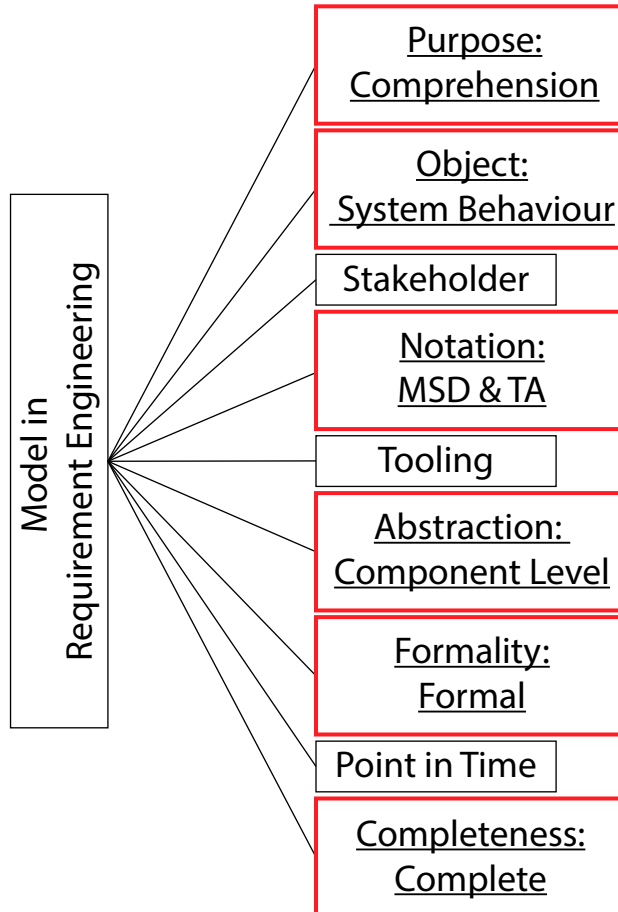 Model in
Requirement Engineering
Purpose:
Comprehension
Object:
System Behaviour
Stakeholder
Notation:
MSD & TA
Tooling
Abstraction:
Component Level
Formality:
Formal
Point in Time
Completeness:
Complete